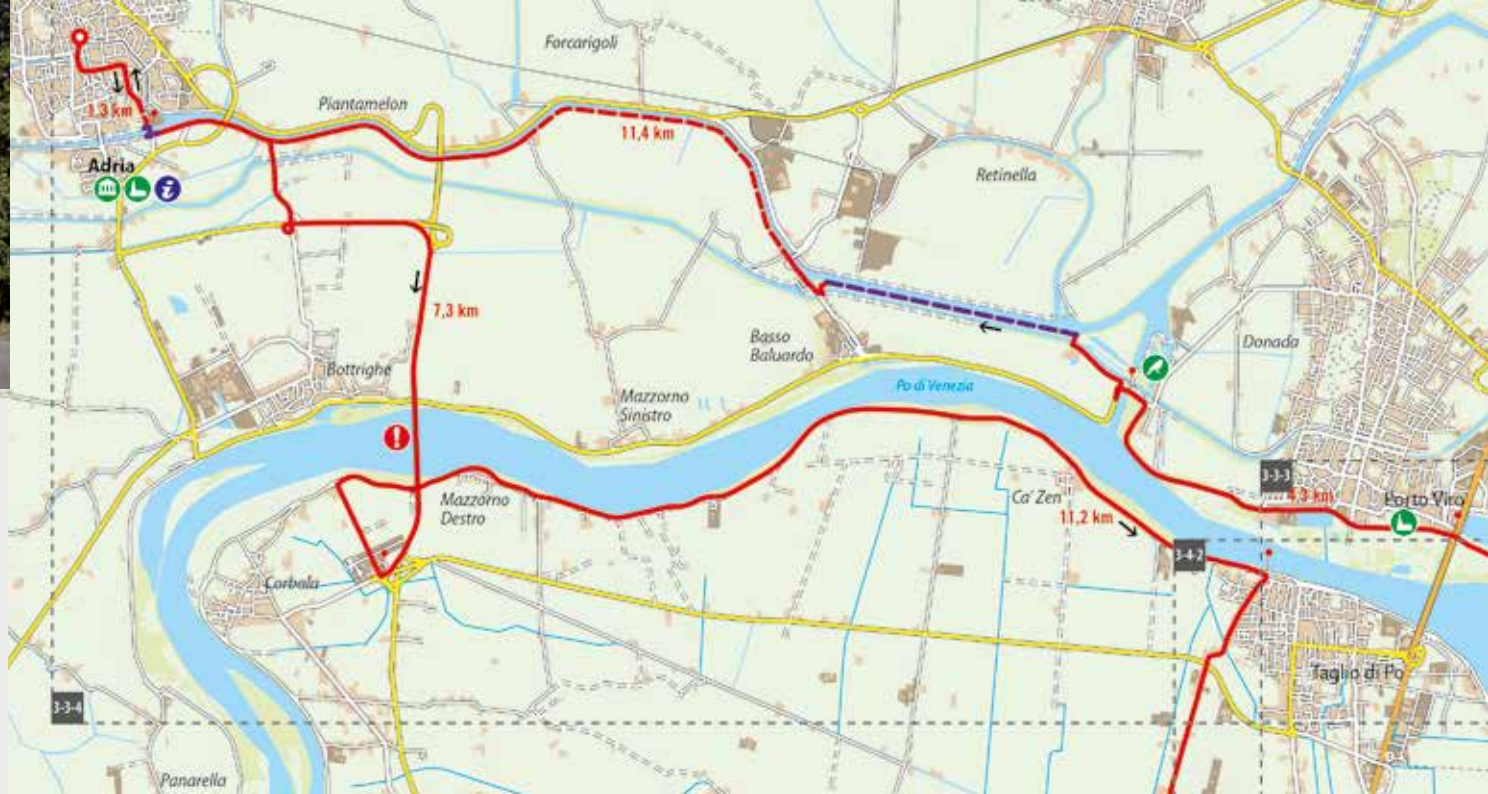 Forcarigoli
Piantamelon
1.3 km
11,4 km
Adria
i
Retinella
7,3 km
Basso
Baluardo
Donada
Bottrighe
Mazzorno
Sinistro
Po di Venezia
!
3-3-3
4,3 km
Porto Viro
Mazzorno
Destro
Ca' Zen
11,2 km
3-4-2
Corbola
Taglio di Po
3-3-4
Panarella